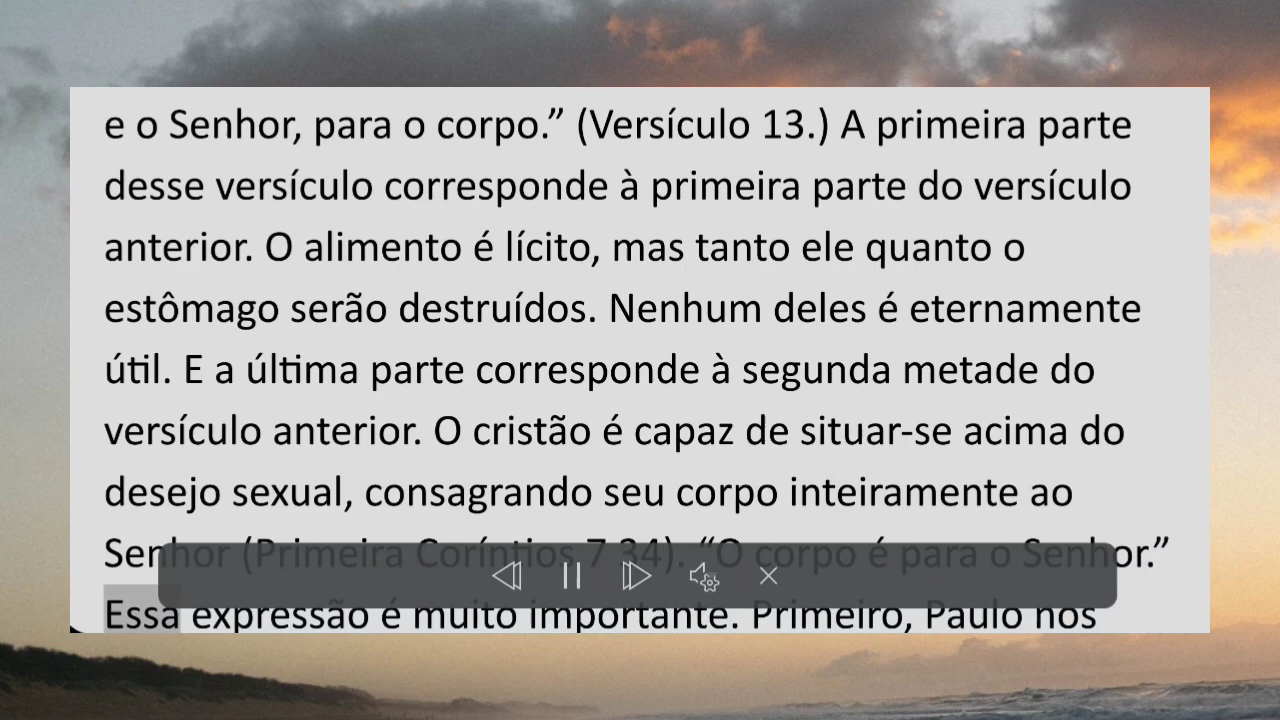 e o Senhor, para o corpo.” (Versículo 13.) A primeira parte
desse versículo corresponde à primeira parte do versículo
anterior. O alimento é lícito, mas tanto ele quanto o
estômago serão destruídos. Nenhum deles é eternamente
útil. E a última parte corresponde à segunda metade do
versículo anterior. O cristão é capaz de situar-se acima do
desejo sexual, consagrando seu corpo inteiramente ao
Senhor (Primeira Coríntios 7.34). “O corpo é para o Senhor.”
Essa expressão é muito importante. Primeiro, Paulo nos